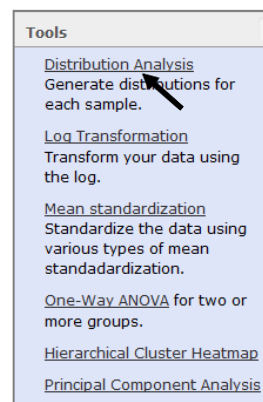 Tools
Distribution Analysis
Generate distributions for
each sample.
Log Transformation
Transform your data using
the log.
Mean standardization
Standardize the data using
various types of mean
standadardization.
One-Way ANOVA for two or
more groups.
Hierarchical Cluster Heatmap
Principal Component Analysis